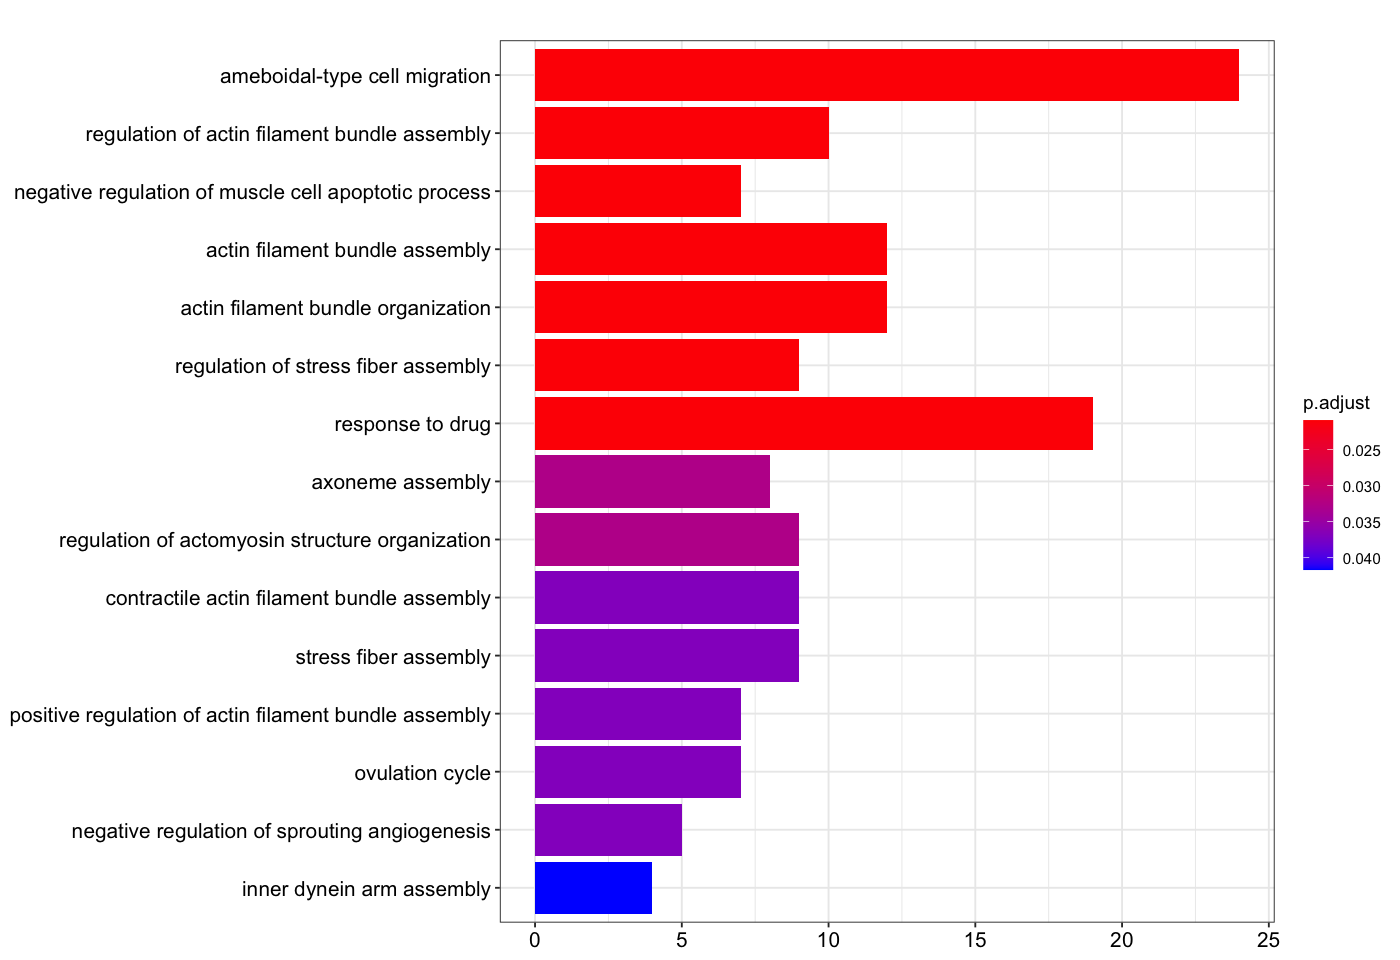 ameboidal-type cell migration
regulation of actin filament bundle assembly
negative regulation of muscle cell apoptotic process
actin filament bundle assembly
actin filament bundle organization
regulation of stress fiber assembly
response to drug
axoneme assembly
regulation of actomyosin structure organization
contractile actin filament bundle assembly
stress fiber assembly
positive regulation of actin filament bundle assembly
ovulation cycle
negative regulation of sprouting angiogenesis
inner dynein arm assembly
0 5 10 15 20 25
p.adjust
0.025
0.030
0.035
0.040